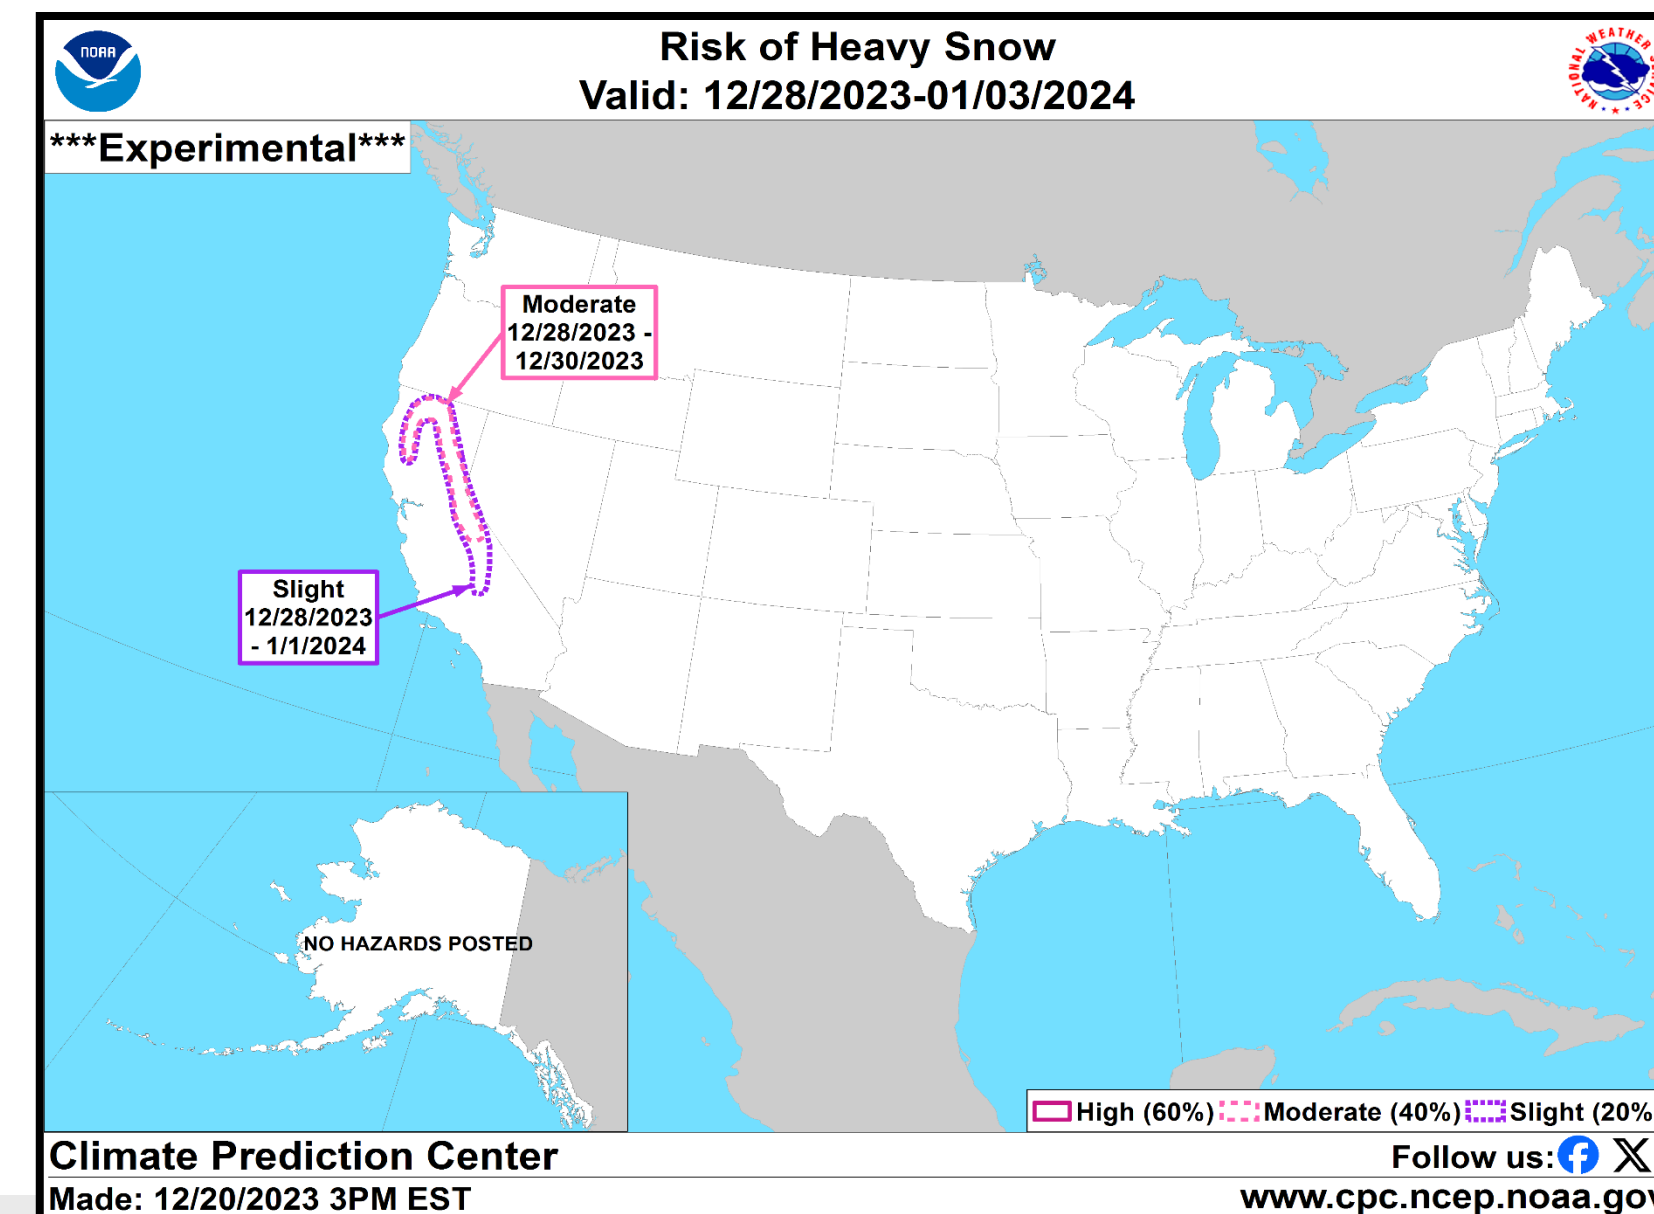 NOAA
Risk of Heavy Snow
Valid: 12/28/2023-01/03/2024
NATIONAL WEATHER SERVICE
***Experimental***
Moderate
12/28/2023 -
12/30/2023
Slight
12/28/2023
- 1/1/2024
NO HAZARDS POSTED
High (60%) Moderate (40%) Slight (20%
Climate Prediction Center
Follow us:
Made: 12/20/2023 3PM EST
www.cpc.ncep.noaa.gov